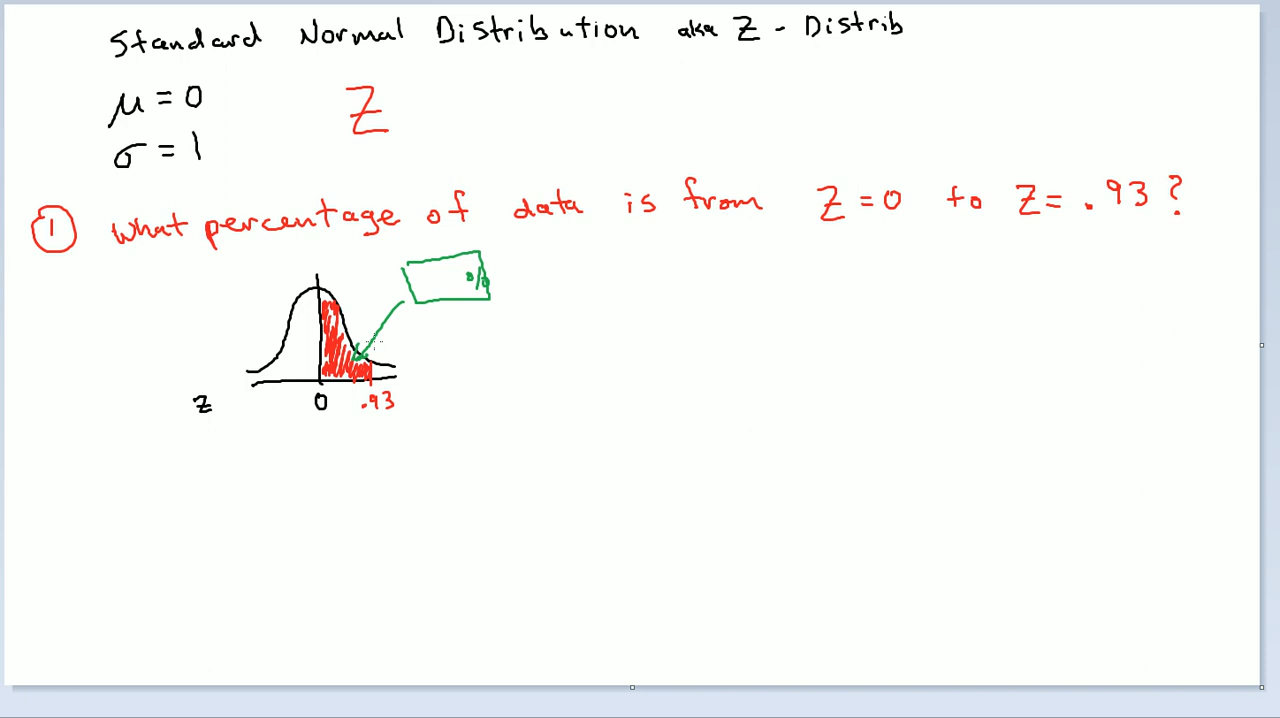 Standard Normal Distribution aka Z - Distrib
μ = 0
Z
σ = 1
① What percentage of data is from Z = 0 to Z = .93?
%
Z 0 .93